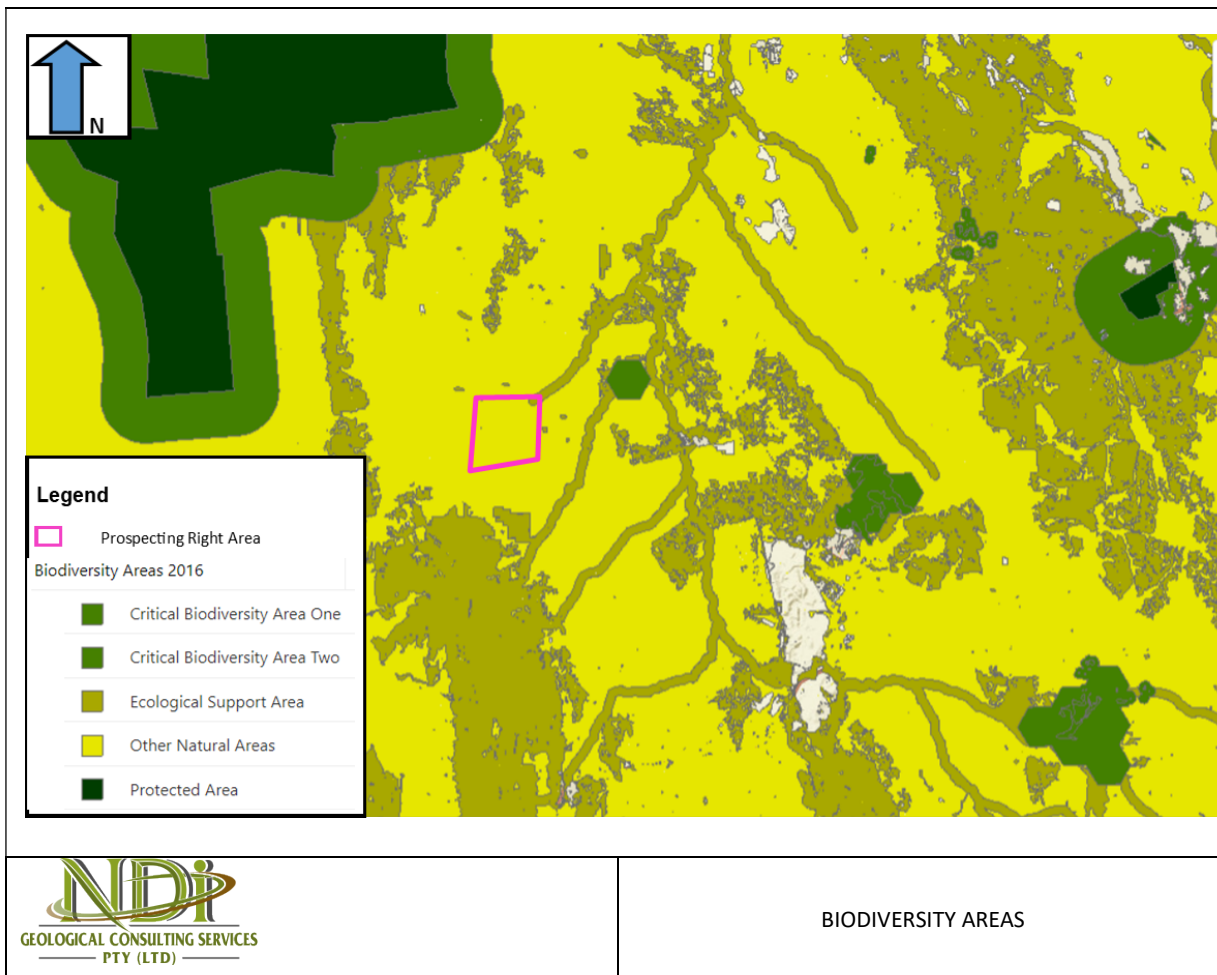 N
Legend
Prospecting Right Area
Biodiversity Areas 2016
Critical Biodiversity Area One
Critical Biodiversity Area Two
Ecological Support Area
Other Natural Areas
Protected Area
NDi
GEOLOGICAL CONSULTING SERVICES
PTY (LTD)
BIODIVERSITY AREAS